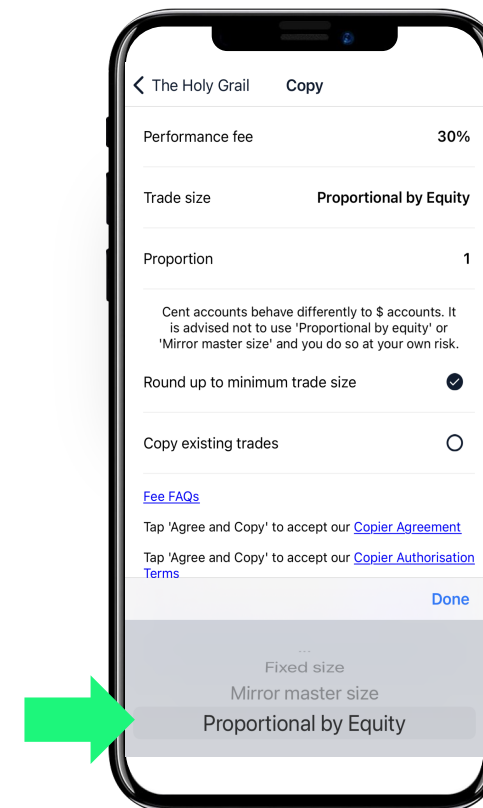 The Holy Grail Copy
Performance fee 30%
Trade size Proportional by Equity
Proportion 1
Cent accounts behave differently to $ accounts. It
is advised not to use 'Proportional by equity' or
'Mirror master size' and you do so at your own risk.
Round up to minimum trade size
Copy existing trades
Fee FAQs
Tap 'Agree and Copy' to accept our Copier Agreement
Tap 'Agree and Copy' to accept our Copier Authorisation
Terms
Done
...
Fixed size
Mirror master size
Proportional by Equity